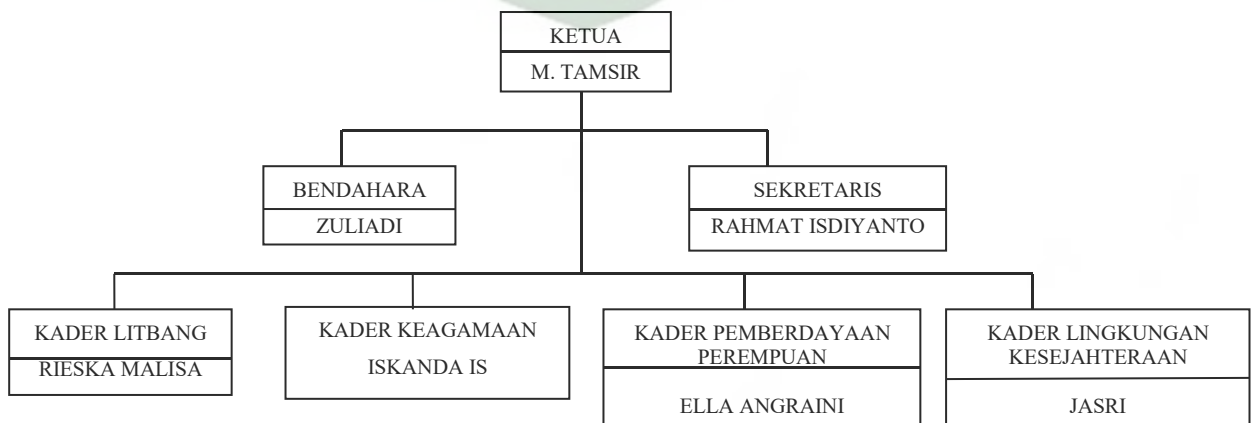 KETUA
M. TAMSIR
BENDAHARA
ZULIADI
SEKRETARIS
RAHMAT ISDIYANTO
KADER LITBANG
RIESKA MALISA
KADER KEAGAMAAN
ISKANDA IS
KADER PEMBERDAYAAN
PEREMPUAN
ELLA ANGRAINI
KADER LINGKUNGAN
KESEJAHTERAAN
JASRI